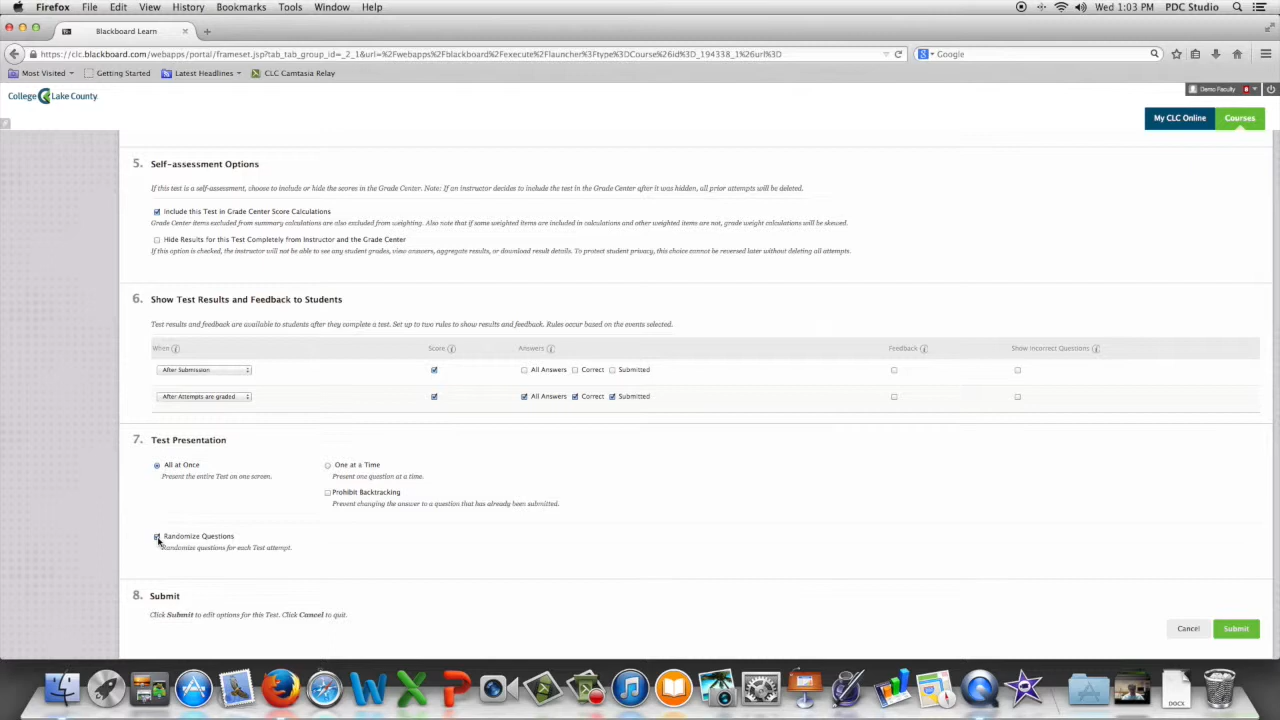 Firefox File Edit View History Bookmarks Tools Window Help Wed 1:03 PM PDC Studio
Blackboard Learn
https://clc.blackboard.com/webapps/portal/frameset.jsp?tab_tab_group_id=_2_1&url=%2Fwebapps%2Fblackboard%2Fexecute%2Flauncher%3Ftype%3DCourse%26id%3D_194338_1%26url%3D Google
Most Visited Getting Started Latest Headlines CLC Camtasia Relay
Demo Faculty 8
College Lake County
My CLC Online Courses
5. Self-assessment Options
If this test is a self-assessment, choose to include or hide the scores in the Grade Center. Note: If an instructor decides to include the test in the Grade Center after it was hidden, all prior attempts will be deleted.
Include this Test in Grade Center Score Calculations
Grade Center items excluded from summary calculations are also excluded from weighting. Also note that if some weighted items are included in calculations and other weighted items are not, grade weight calculations will be skewed.
Hide Results for this Test Completely from Instructor and the Grade Center
If this option is checked, the instructor will not be able to see any student grades, view answers, aggregate results, or download result details. To protect student privacy, this choice cannot be reversed later without deleting all attempts.
6. Show Test Results and Feedback to Students
Test results and feedback are available to students after they complete a test. Set up to two rules to show results and feedback. Rules occur based on the events selected.
When Score Answers Feedback Show Incorrect Questions
After Submission All Answers Correct Submitted
After Attempts are graded All Answers Correct Submitted
7. Test Presentation
All at Once One at a Time
Present the entire Test on one screen. Present one question at a time.
Prohibit Backtracking
Prevent changing the answer to a question that has already been submitted.
Randomize Questions
Randomize questions for each Test attempt.
8. Submit
Click Submit to edit options for this Test. Click Cancel to quit.
Cancel Submit
DOCX